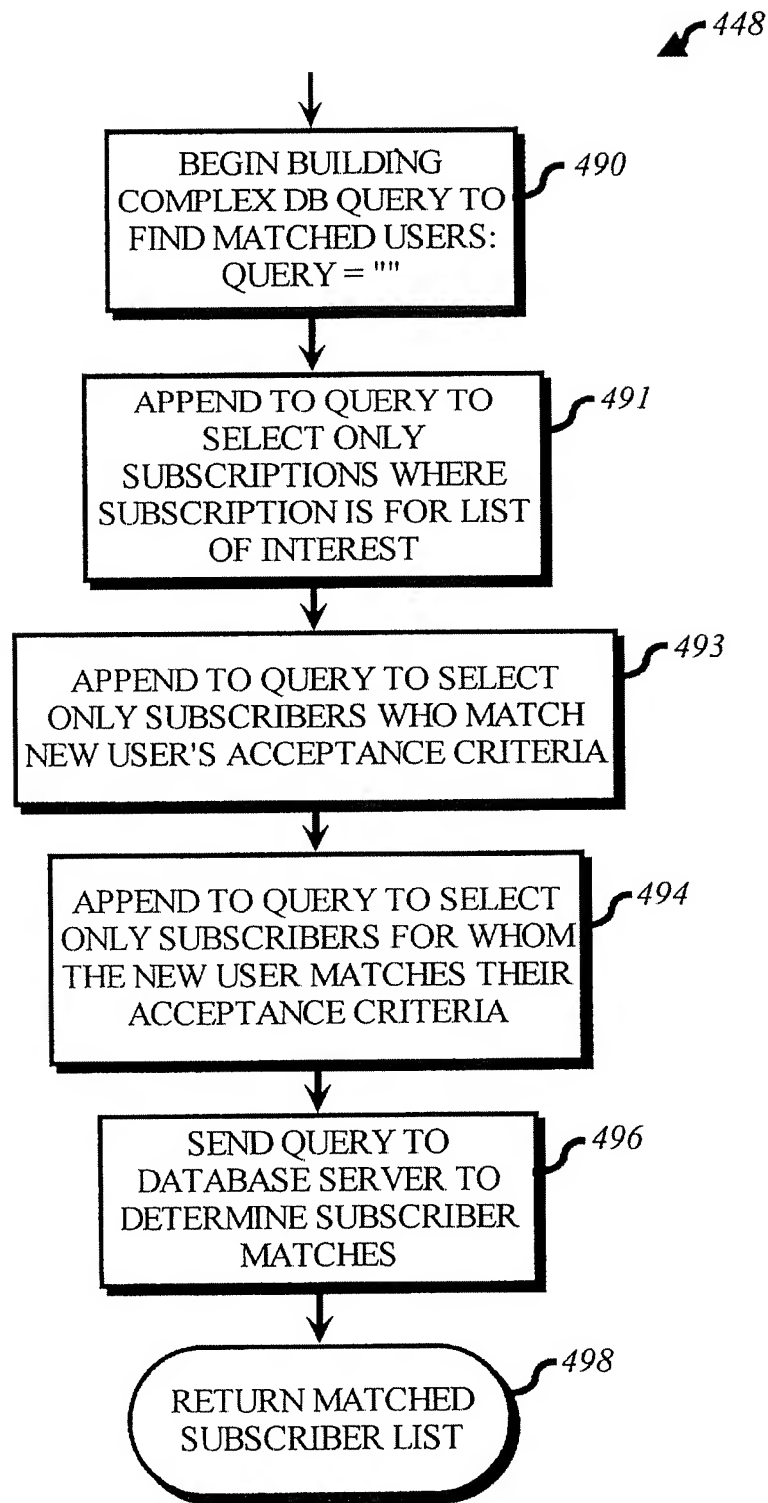 448
BEGIN BUILDING
COMPLEX DB QUERY TO
FIND MATCHED USERS:
QUERY = ""
490
APPEND TO QUERY TO
SELECT ONLY
SUBSCRIPTIONS WHERE
SUBSCRIPTION IS FOR LIST
OF INTEREST
491
APPEND TO QUERY TO SELECT
ONLY SUBSCRIBERS WHO MATCH
NEW USER'S ACCEPTANCE CRITERIA
493
APPEND TO QUERY TO SELECT
ONLY SUBSCRIBERS FOR WHOM
THE NEW USER MATCHES THEIR
ACCEPTANCE CRITERIA
494
SEND QUERY TO
DATABASE SERVER TO
DETERMINE SUBSCRIBER
MATCHES
496
RETURN MATCHED
SUBSCRIBER LIST
498